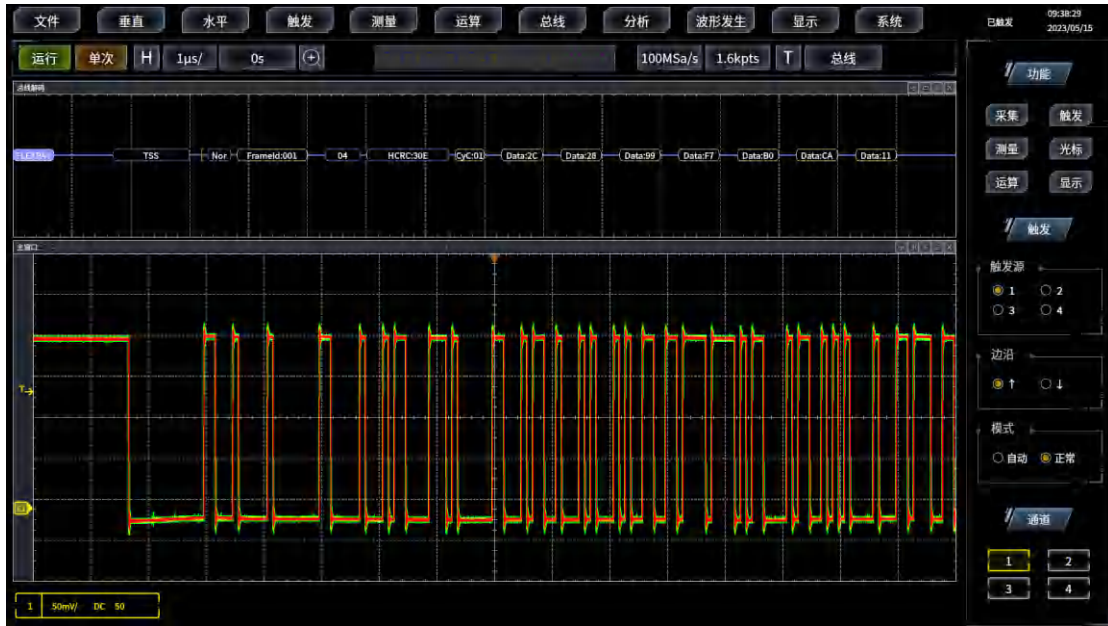 文件 垂直 水平 触发 测量 运算 总线 分析 波形发生 显示 系统 已触发 09:38:29
2023/05/15
运行 单次 H 1μs/ 0s 100MSa/s 1.6kpts T 总线
功能
总线解码
采集 触发
测量 光标
运算 显示
TSS Nor FrameId:001 04 HCRC:30E CyC:01 Data:2C Data:28 Data:99 Data:F7 Data:B0 Data:CA Data:11
触发
主窗口
触发源
1 2
3 4
边沿
↑ ↓
T
模式
自动 正常
通道
1 2
3 4
1 50mV/ DC 50